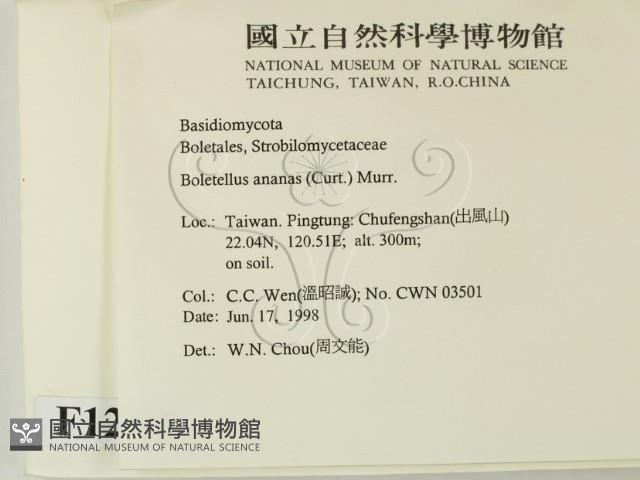 國立自然科學博物館
NATIONAL MUSEUM OF NATURAL SCIENCE
TAICHUNG, TAIWAN, R.O.CHINA
Basidiomycota
Boletales, Strobilomycetaceae
Boletellus ananas (Curt.) Murr.
Loc.: Taiwan. Pingtung: Chufengshan(出風山)
22.04N, 120.51E; alt. 300m;
on soil.
Col.: C.C. Wen(溫昭誠); No. CWN 03501
Date: Jun. 17, 1998
Det.: W.N. Chou(周文能)
F12
國立自然科學博物館
NATIONAL MUSEUM OF NATURAL SCIENCE